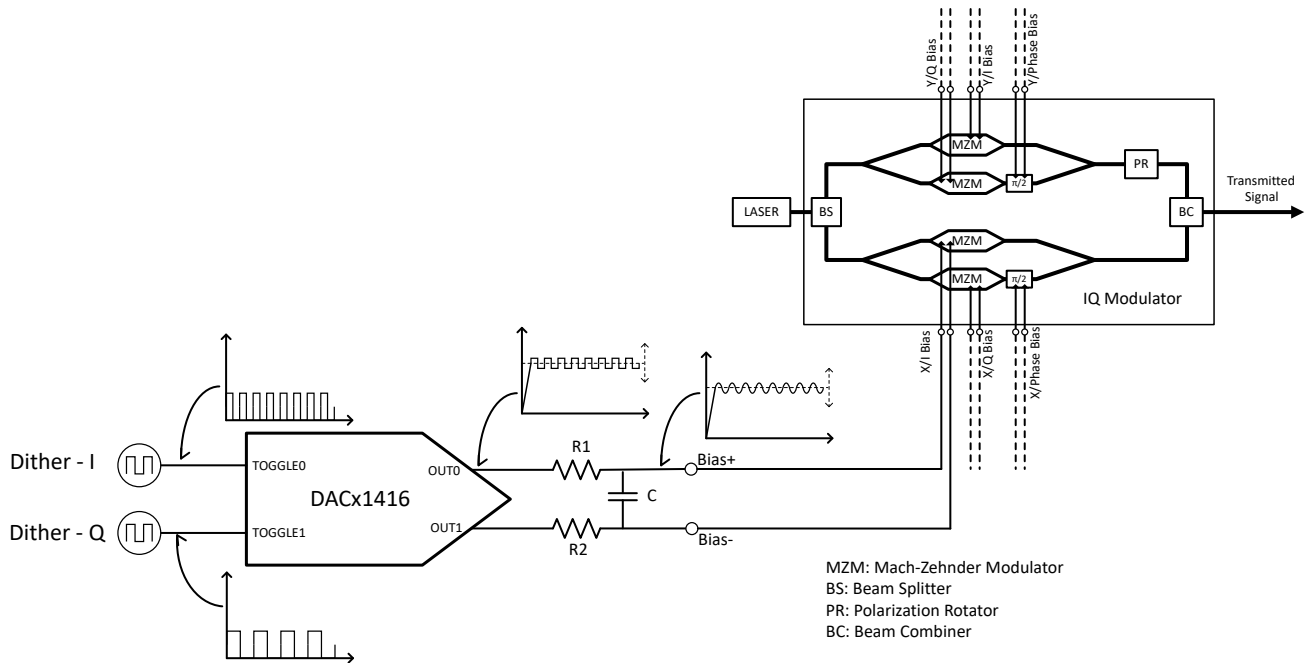 Y/Q Bias
Y/I Bias
Y/Phase Bias
MZM
MZM
π/2
PR
LASER
BS
BC
Transmitted
Signal
MZM
MZM
π/2
IQ Modulator
X/I Bias
X/Q Bias
X/Phase Bias
Dither - I
TOGGLE0
OUT0
R1
Bias+
DACx1416
C
Dither - Q
TOGGLE1
OUT1
R2
Bias-
MZM: Mach-Zehnder Modulator
BS: Beam Splitter
PR: Polarization Rotator
BC: Beam Combiner